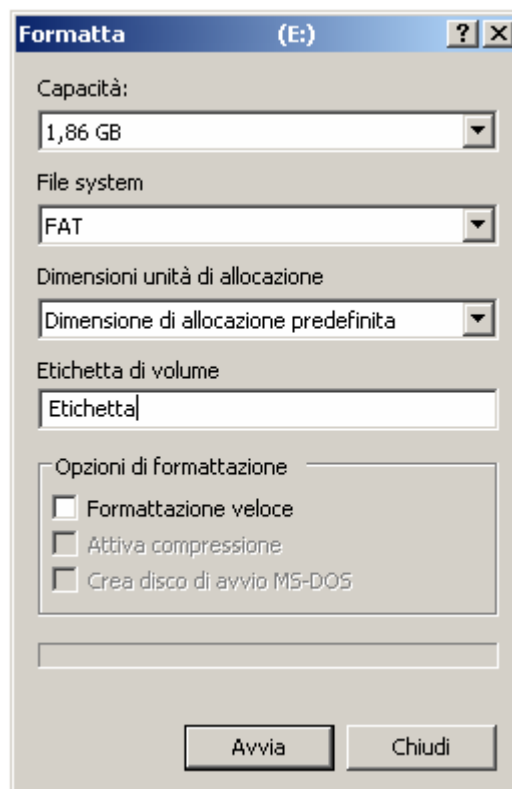 Formatta (E:)
Capacità:
1,86 GB
File system
FAT
Dimensioni unità di allocazione
Dimensione di allocazione predefinita
Etichetta di volume
Etichetta
Opzioni di formattazione
Formattazione veloce
Attiva compressione
Crea disco di avvio MS-DOS
Avvia Chiudi